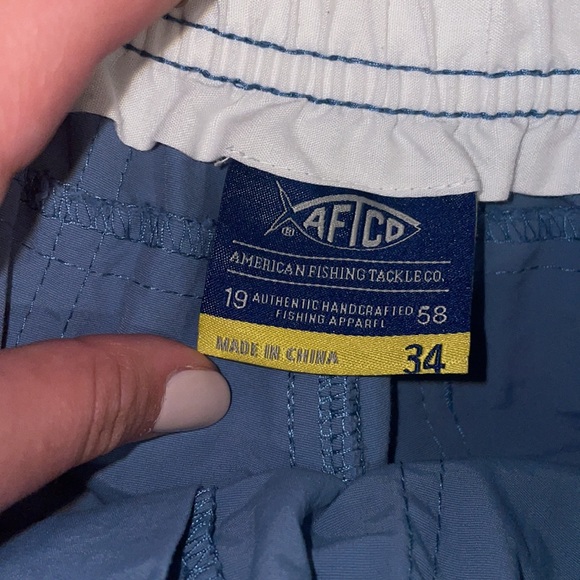 AFTCO
®
AMERICAN FISHING TACKLE CO.
19 AUTHENTIC HANDCRAFTED 58
FISHING APPAREL
MADE IN CHINA 34